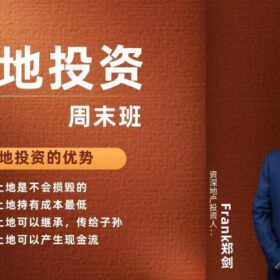 地投资
周末班
地投资的优势
土地是不会损毁的
土地持有成本最低
土地可以继承，传给子孙
土地可以产生现金流
资深地产投资人：
Frank郑剑